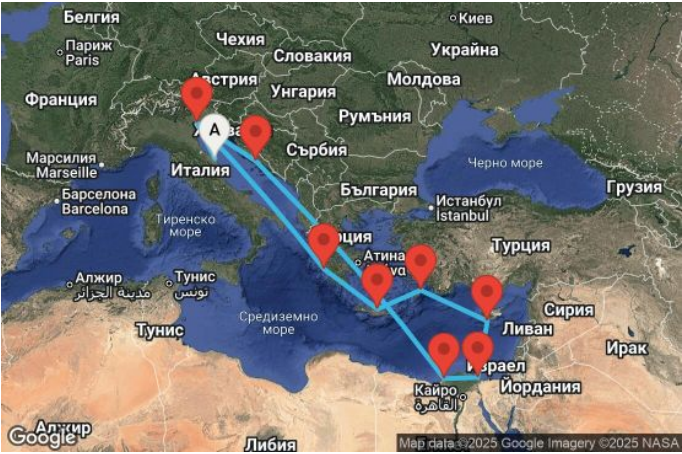 Белгия
Киев
Париж
Paris
Чехия
Словакия
Украйна
Австрия
Молдова
Унгария
Франция
Румъния
A
Сърбия
Марсилия
Marseille
Италия
Черно море
България
Грузия
Барселона
Barcelona
Истанбул
İstanbul
Тиренско
море
Турция
Атина
Алжир
مدينة الجزائر
Тунис
تونس
Сирия
Средиземно
море
Ливан
Тунис
Ирак
Израел
Йордания
Кайро
القاهرة
Алжир
Google
Либия
Map data ©2025 Google Imagery ©2025 NASA